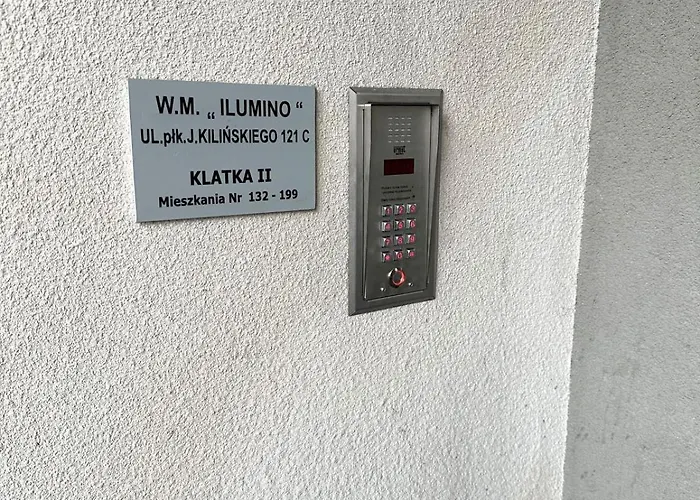 W.M. „ ILUMINO “
UL.płk.J.KILIŃSKIEGO 121 C
KLATKA II
Mieszkania Nr 132 - 199